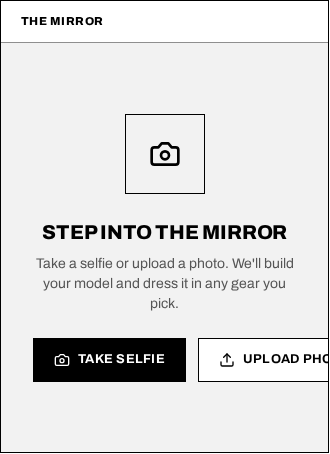 THE MIRROR
STEP INTO THE MIRROR
Take a selfie or upload a photo. We'll build
your model and dress it in any gear you
pick.
TAKE SELFIE
UPLOAD PHO